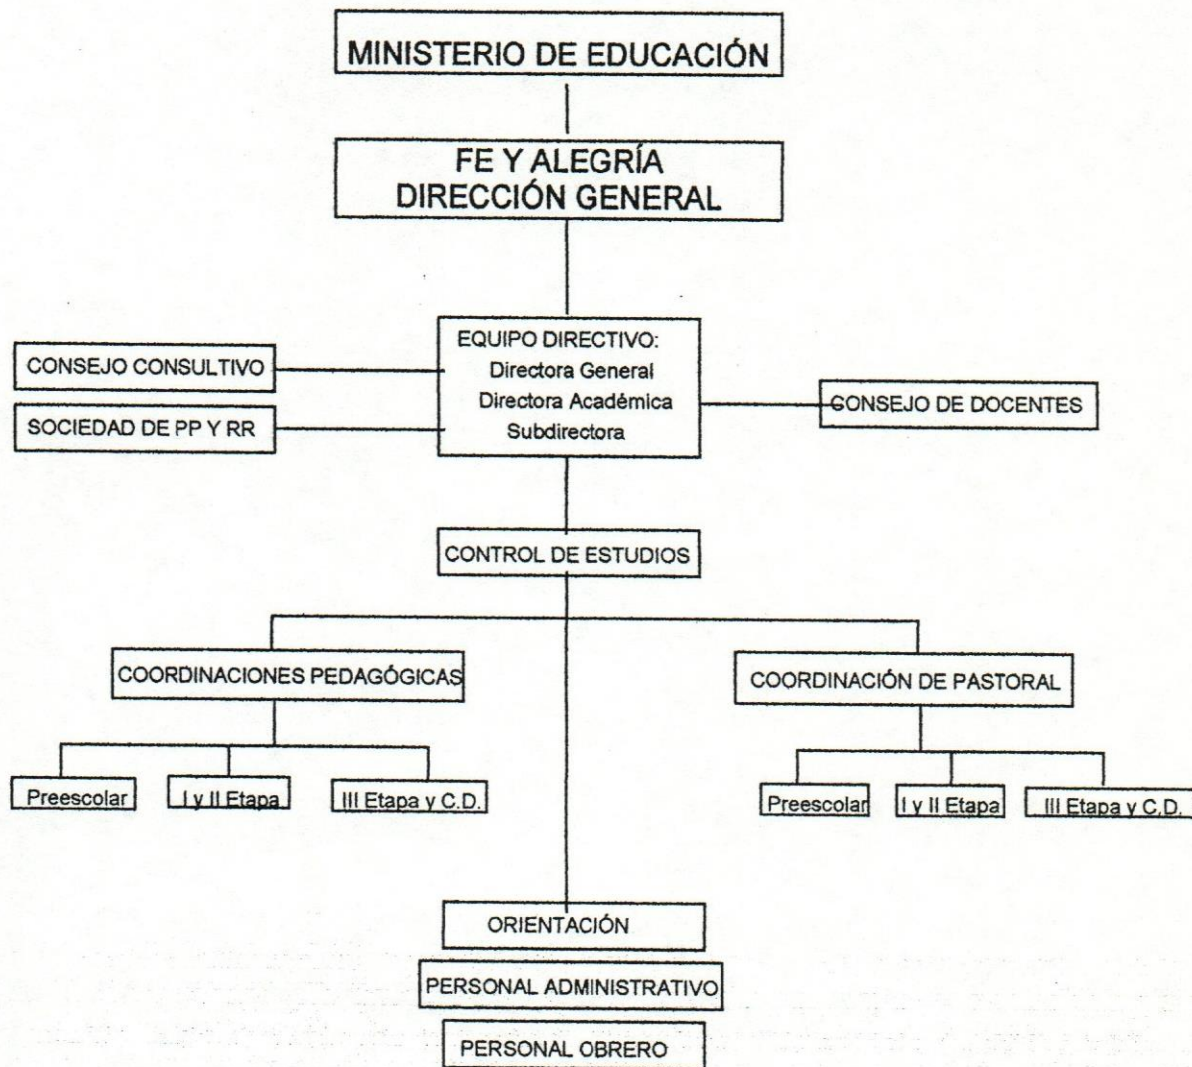 MINISTERIO DE EDUCACIÓN
FE Y ALEGRÍA
DIRECCIÓN GENERAL
EQUIPO DIRECTIVO:
Directora General
Directora Académica
Subdirectora
CONSEJO CONSULTIVO
SOCIEDAD DE PP Y RR
CONSEJO DE DOCENTES
CONTROL DE ESTUDIOS
COORDINACIONES PEDAGÓGICAS
COORDINACIÓN DE PASTORAL
Preescolar
I y II Etapa
III Etapa y C.D.
Preescolar
I y II Etapa
III Etapa y C.D.
ORIENTACIÓN
PERSONAL ADMINISTRATIVO
PERSONAL OBRERO